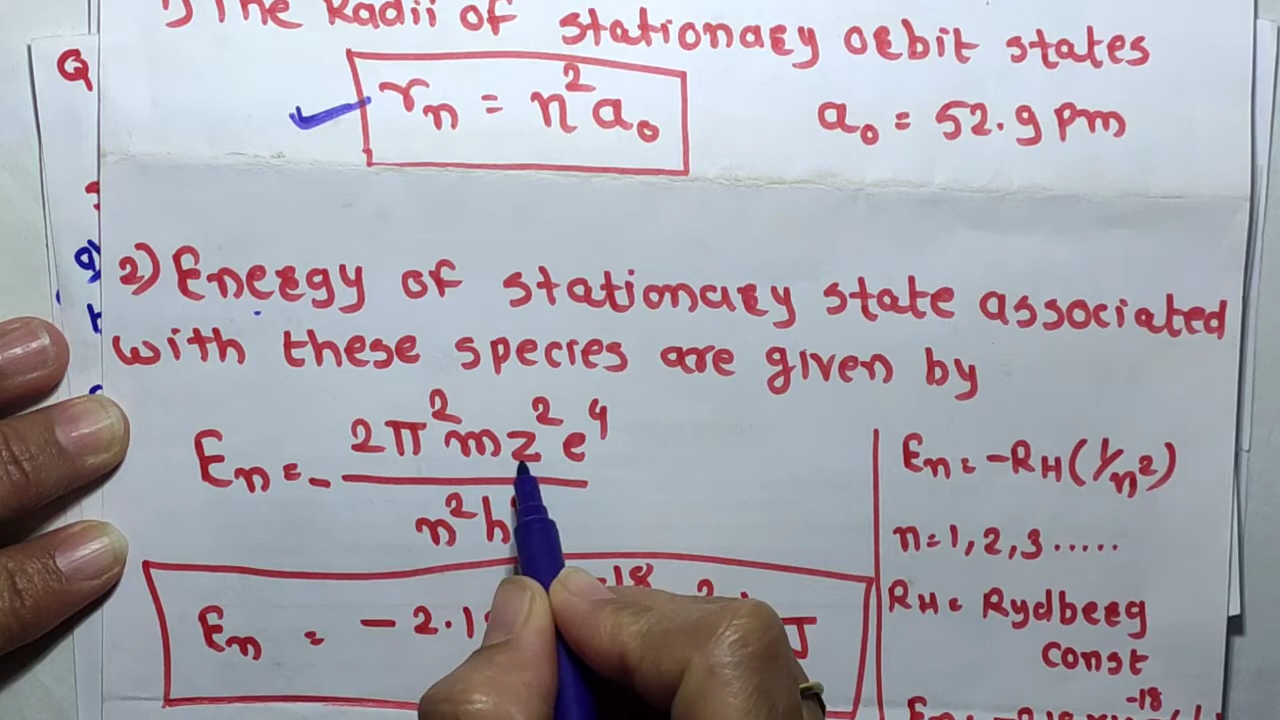 1) The Radii of stationary orbit states
rn = n²a₀
a₀ = 52.9 pm
2) Energy of stationary state associated
with these species are given by
En = - 2π²mz²e⁴
n²h
En = -RH(1/n²)
n=1,2,3.....
RH= Rydberg
const
En = -2.1
-18
J